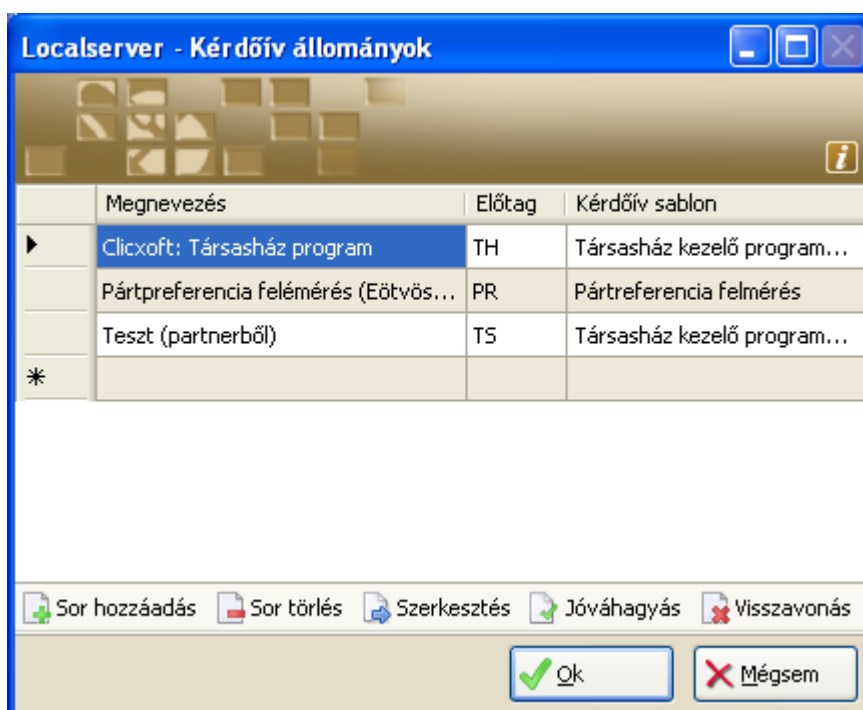 Localserver - Kérdőív állományok
Megnevezés Előtag Kérdőív sablon
Clicxoft: Társasház program TH Társasház kezelő program...
Pártpreferencia felémérés (Eötvös... PR Pártreferencia felmérés
Teszt (partnerből) TS Társasház kezelő program...
Sor hozzáadás Sor törlés Szerkesztés Jóváhagyás Visszavonás
Ok Mégsem